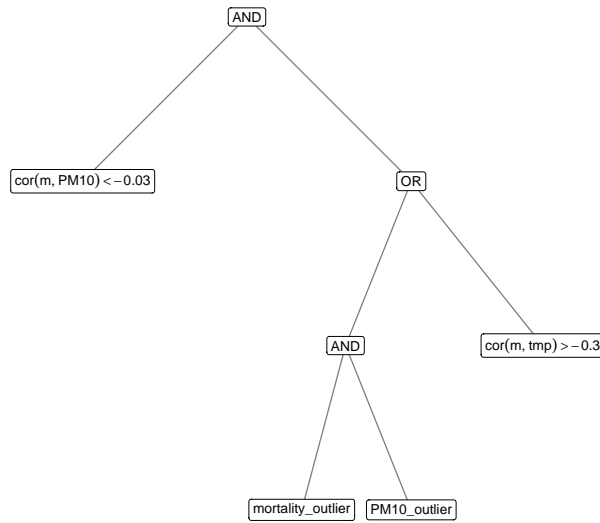 AND
cor(m, PM10) <−0.03
OR
AND
cor(m, tmp) >−0.3
mortality_outlier
PM10_outlier